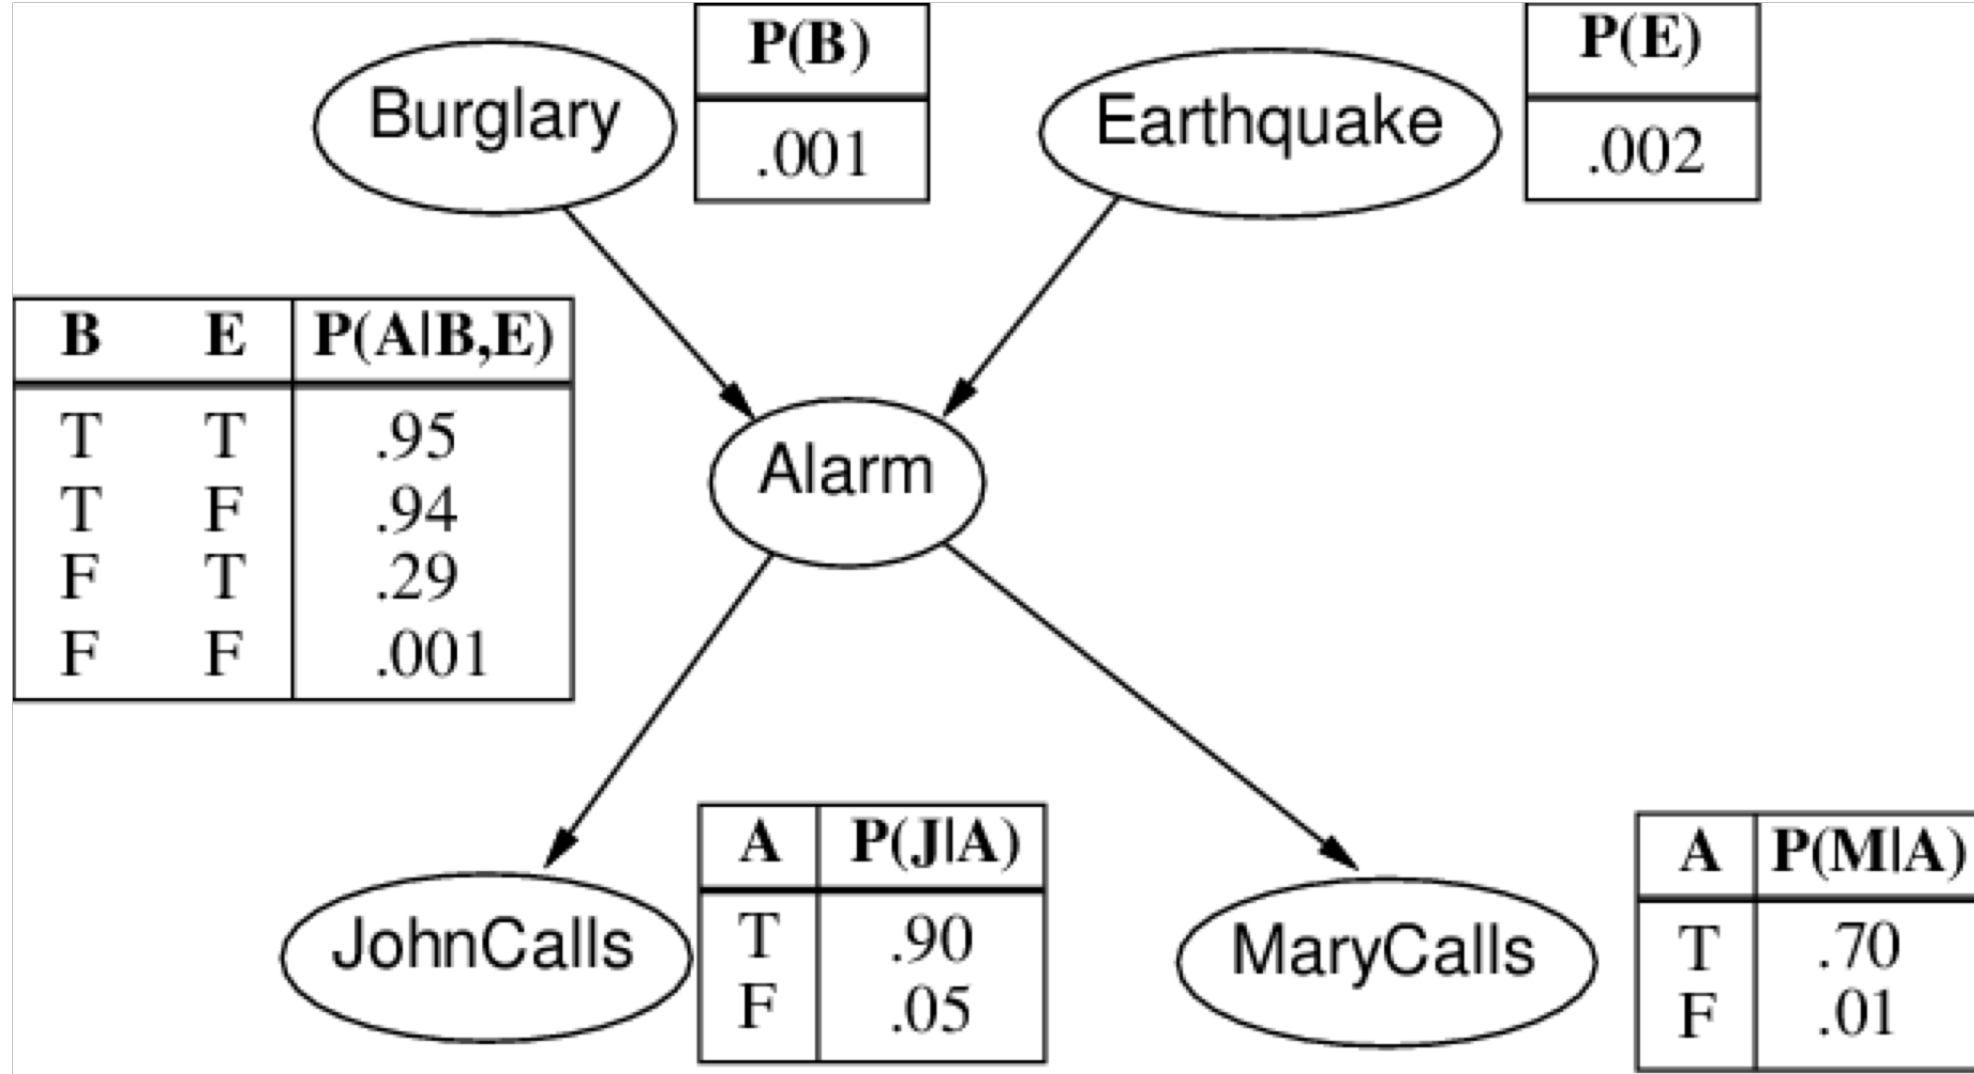 Burglary
P(B)
.001
Earthquake
P(E)
.002
B E P(A|B,E)
T T .95
T F .94
F T .29
F F .001
Alarm
JohnCalls
A P(J|A)
T .90
F .05
MaryCalls
A P(M|A)
T .70
F .01